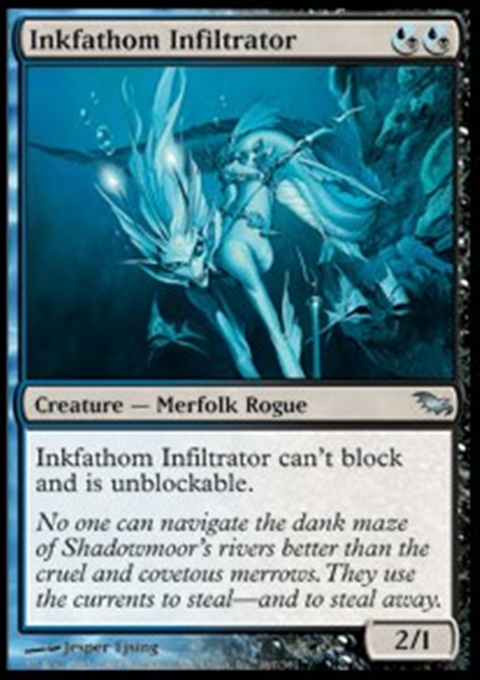 Inkfathom Infiltrator
Creature — Merfolk Rogue
Inkfathom Infiltrator can't block
and is unblockable.
No one can navigate the dank maze
of Shadowmoor's rivers better than the
cruel and covetous merrows. They use
the currents to steal—and to steal away.
2/1
Jesper Ejsing